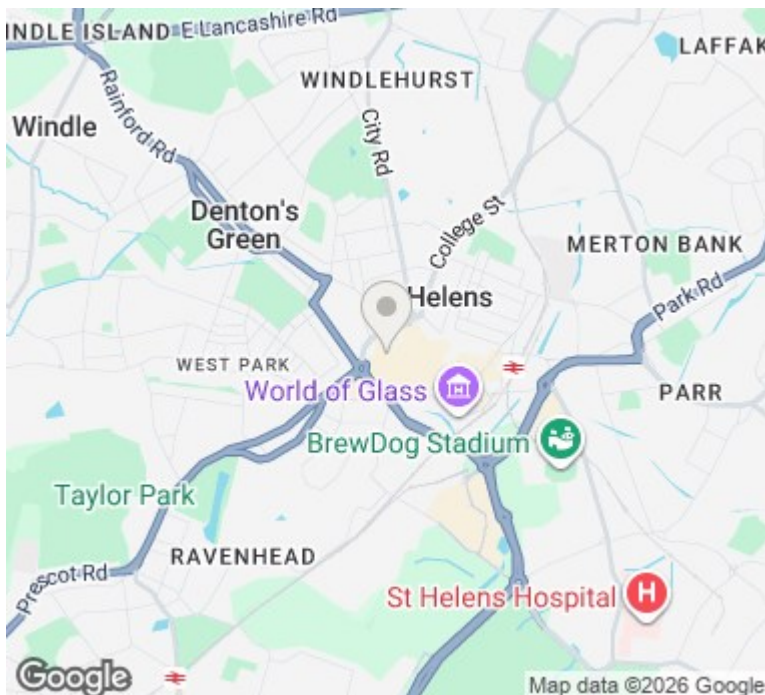 NDLE ISLAND
E Lancashire Rd
LAFFAK
WINDLEHURST
Rainford Rd
City Rd
Windle
Denton's
Green
College St
MERTON BANK
Helens
Park Rd
WEST PARK
World of Glass
PARR
BrewDog Stadium
Taylor Park
RAVENHEAD
Prescot Rd
St Helens Hospital
H
Google
Map data ©2026 Google